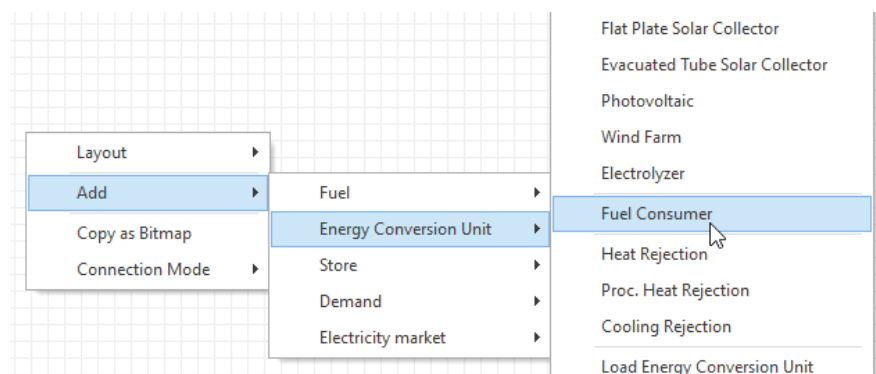 Layout
Add
Copy as Bitmap
Connection Mode
Fuel
Energy Conversion Unit
Store
Demand
Electricity market
Flat Plate Solar Collector
Evacuated Tube Solar Collector
Photovoltaic
Wind Farm
Electrolyzer
Fuel Consumer
Heat Rejection
Proc. Heat Rejection
Cooling Rejection
Load Energy Conversion Unit